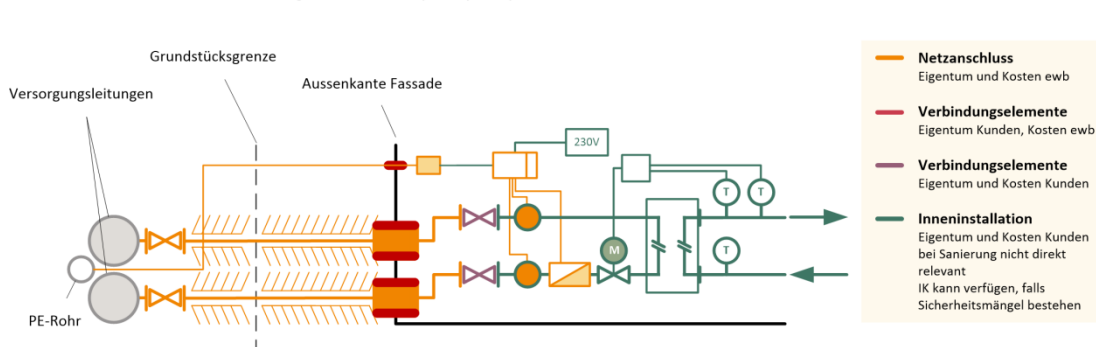 Grundstücksgrenze
Versorgungsleitungen
Aussenkante Fassade
230V
T
T
T
M
PE-Rohr
Netzanschluss
Eigentum und Kosten ewb
Verbindungselemente
Eigentum Kunden, Kosten ewb
Verbindungselemente
Eigentum und Kosten Kunden
Inneninstallation
Eigentum und Kosten Kunden
bei Sanierung nicht direkt
relevant
IK kann verfügen, falls
Sicherheitsmängel bestehen